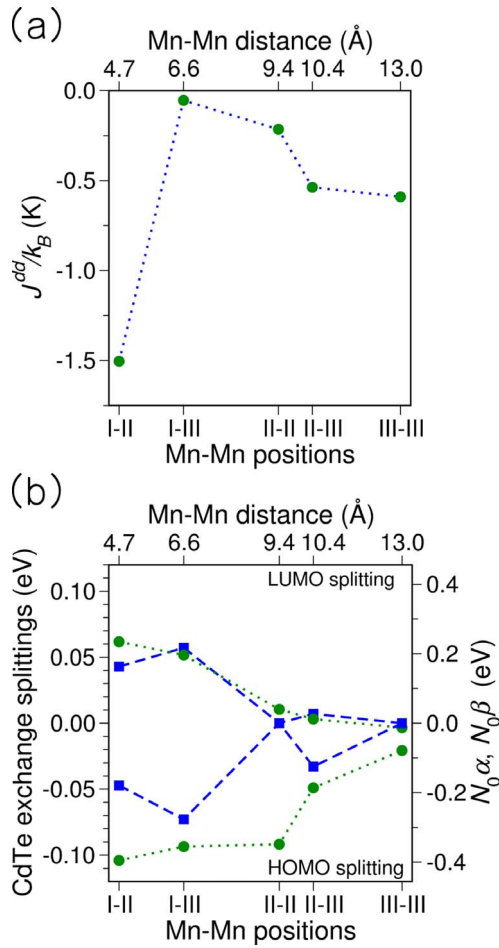 (a)
Mn-Mn distance (Å)
4.7 6.6 9.4 10.4 13.0
0.0
-0.5
-1.0
-1.5
J^dd/k_B (K)
I-II I-III II-II II-III III-III
Mn-Mn positions
(b)
Mn-Mn distance (Å)
4.7 6.6 9.4 10.4 13.0
LUMO splitting
0.10
0.05
0.00
-0.05
-0.10
CdTe exchange splittings (eV)
0.4
0.2
0.0
-0.2
-0.4
N_0α, N_0β (eV)
HOMO splitting
I-II I-III II-II II-III III-III
Mn-Mn positions